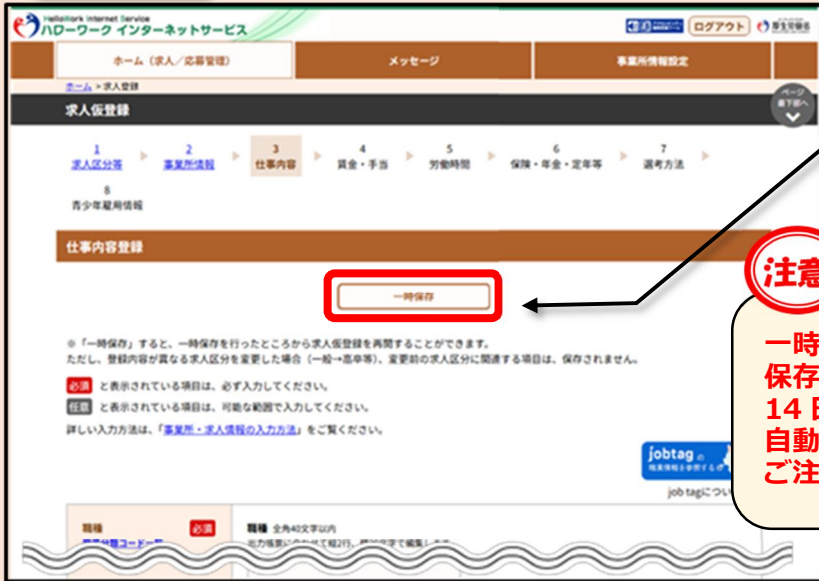 HelloWork Internet Service
ハローワーク インターネットサービス
ログアウト
厚生労働省
ホーム（求人／応募管理）
メッセージ
事業所情報設定
ホーム > 求人登録
ページ
最下部へ
求人仮登録
1
求人区分等
2
事業所情報
3
仕事内容
4
賃金・手当
5
労働時間
6
保険・年金・定年等
7
選考方法
8
青少年雇用情報
仕事内容登録
一時保存
注意
※「一時保存」すると、一時保存を行ったところから求人仮登録を再開することができます。
ただし、登録内容が異なる求人区分を変更した場合（一般→高卒等）、変更前の求人区分に関連する項目は、保存されません。
必須 と表示されている項目は、必ず入力してください。
任意 と表示されている項目は、可能な範囲で入力してください。
詳しい入力方法は、「事業所・求人情報の入力方法」をご覧ください。
一時
保存
14
自動
ご注
jobtag の
job tagについ
職種
必須
職種 全角40文字以内